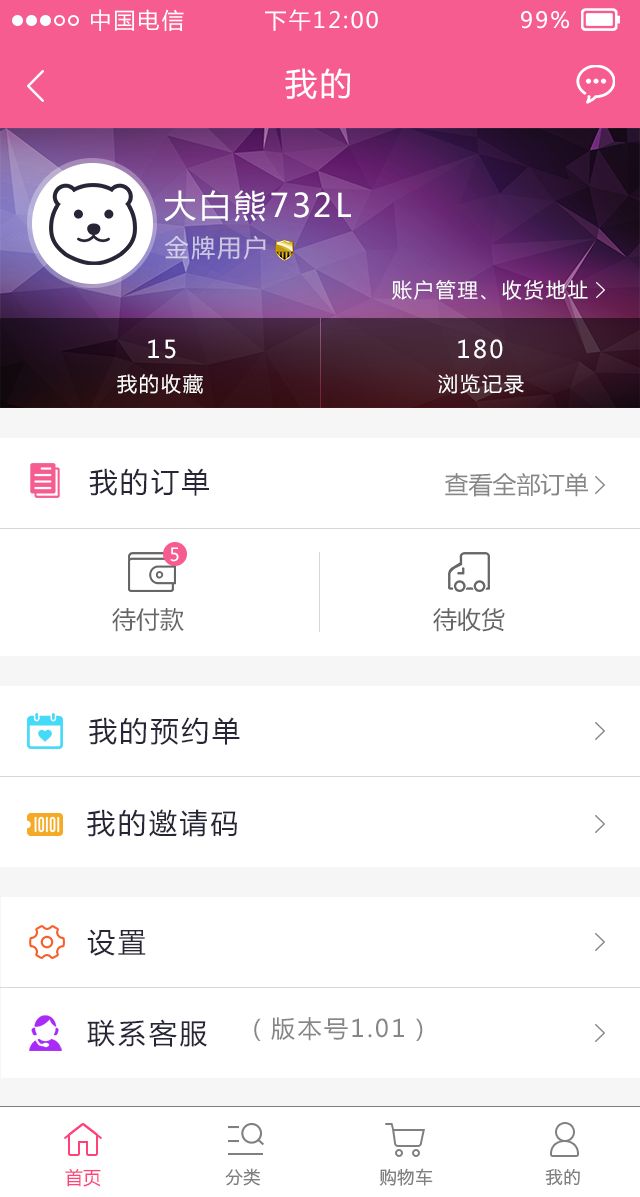 中国电信 下午12:00 99%
我的
大白熊732L
金牌用户
账户管理、收货地址
15 180
我的收藏 浏览记录
我的订单 查看全部订单
5
待付款 待收货
我的预约单
10101 我的邀请码
设置
联系客服 (版本号1.01)
首页 分类 购物车 我的